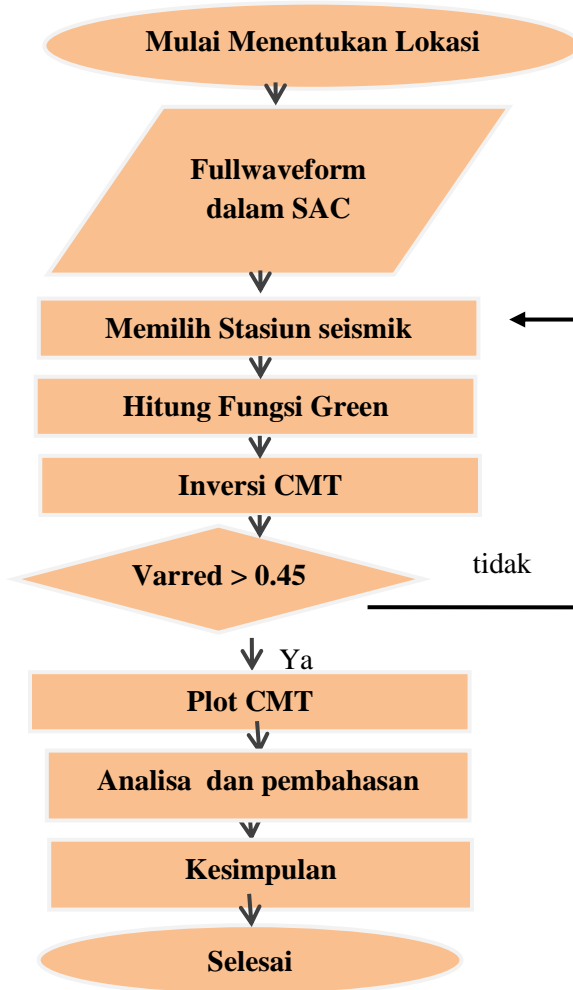 Mulai Menentukan Lokasi
Fullwaveform
dalam SAC
Memilih Stasiun seismik
Hitung Fungsi Green
Inversi CMT
Varred > 0.45
tidak
Ya
Plot CMT
Analisa dan pembahasan
Kesimpulan
Selesai